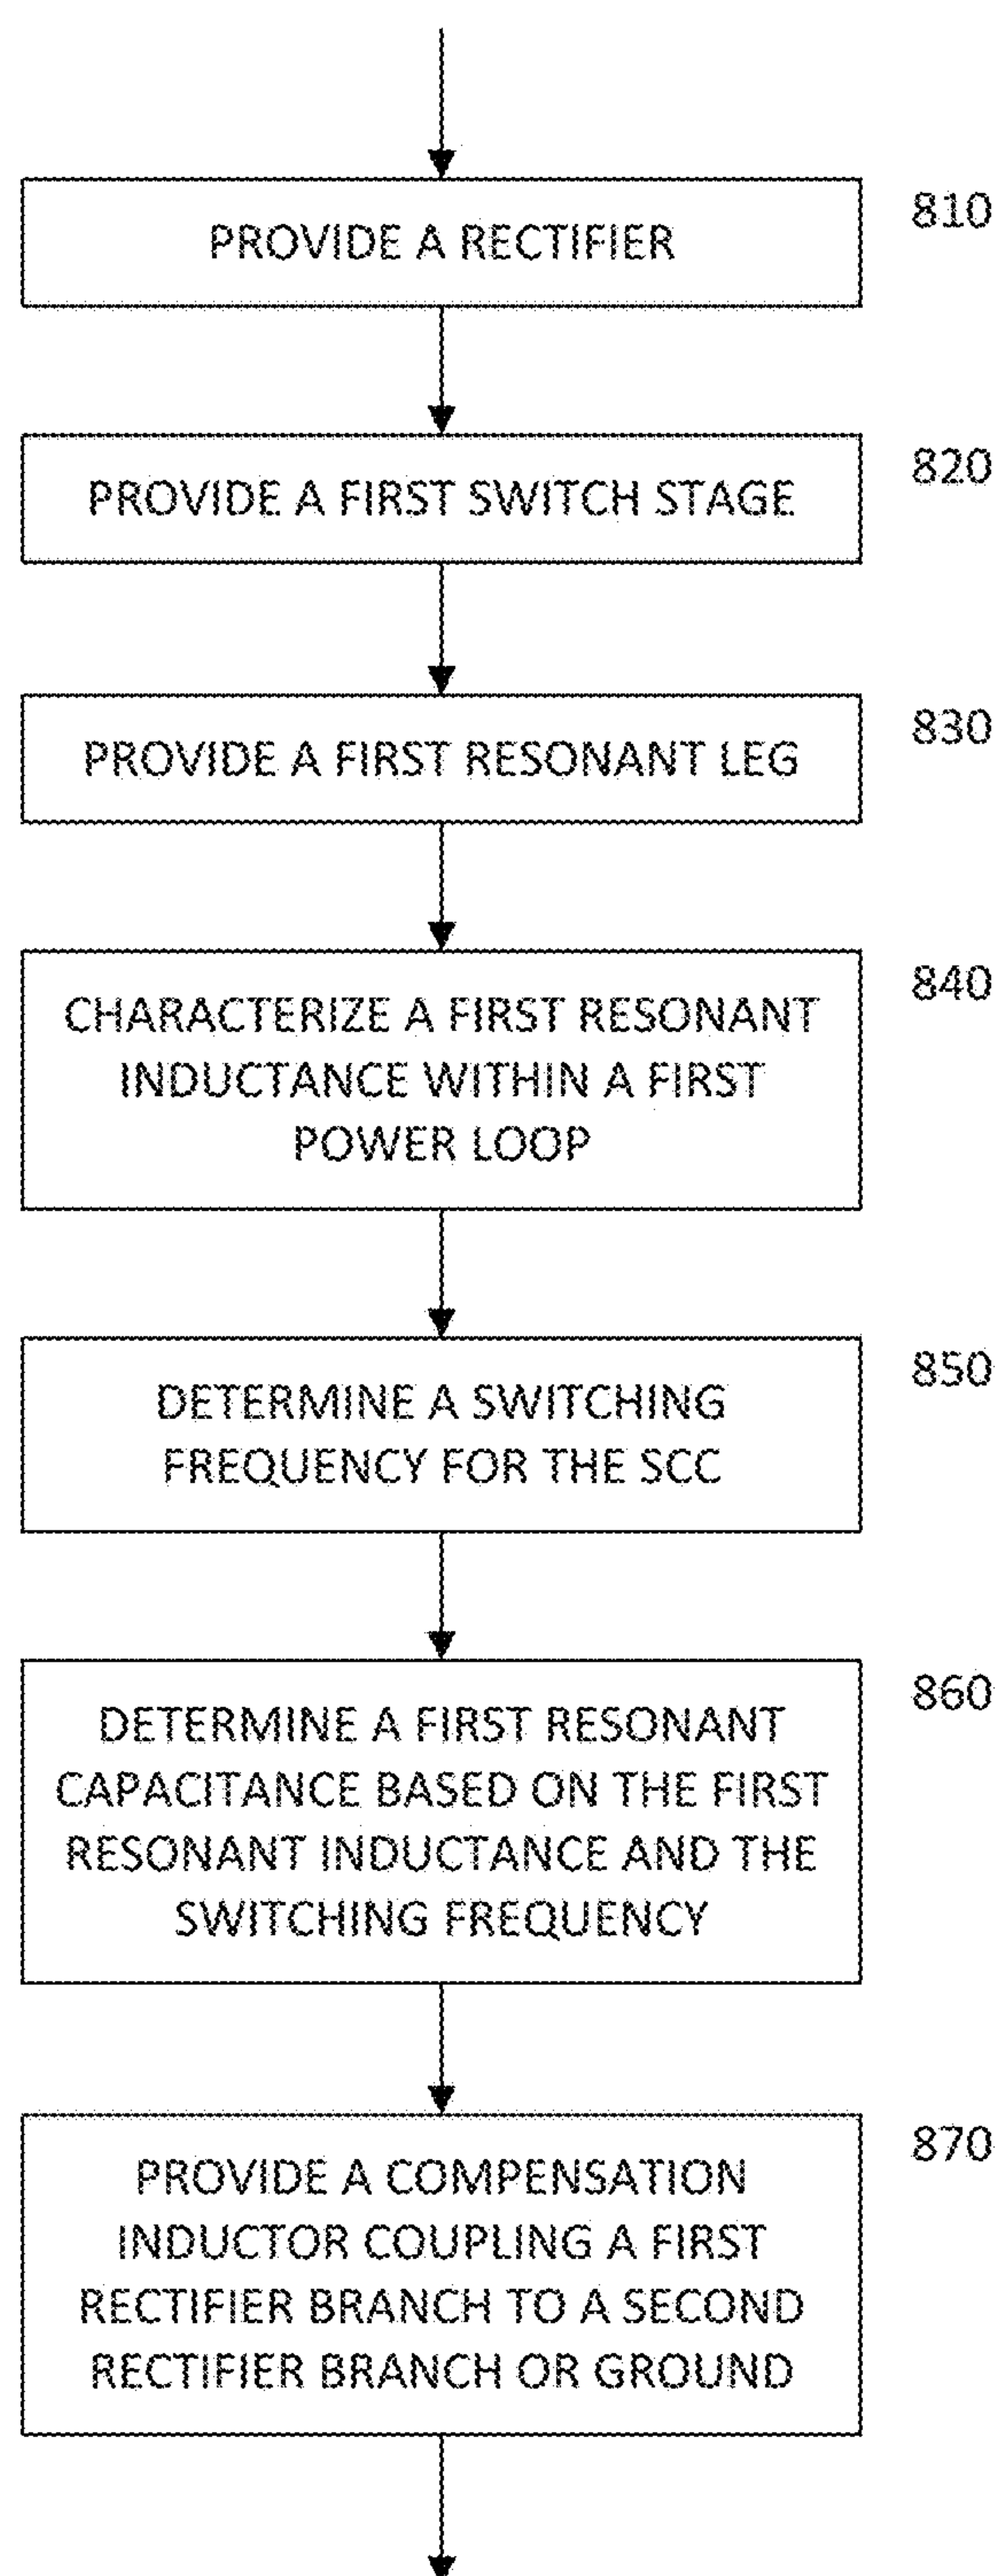 810
PROVIDE A RECTIFIER
820
PROVIDE A FIRST SWITCH STAGE
830
PROVIDE A FIRST RESONANT LEG
840
CHARACTERIZE A FIRST RESONANT
INDUCTANCE WITHIN A FIRST
POWER LOOP
850
DETERMINE A SWITCHING
FREQUENCY FOR THE SCC
860
DETERMINE A FIRST RESONANT
CAPACITANCE BASED ON THE FIRST
RESONANT INDUCTANCE AND THE
SWITCHING FREQUENCY
870
PROVIDE A COMPENSATION
INDUCTOR COUPLING A FIRST
RECTIFIER BRANCH TO A SECOND
RECTIFIER BRANCH OR GROUND